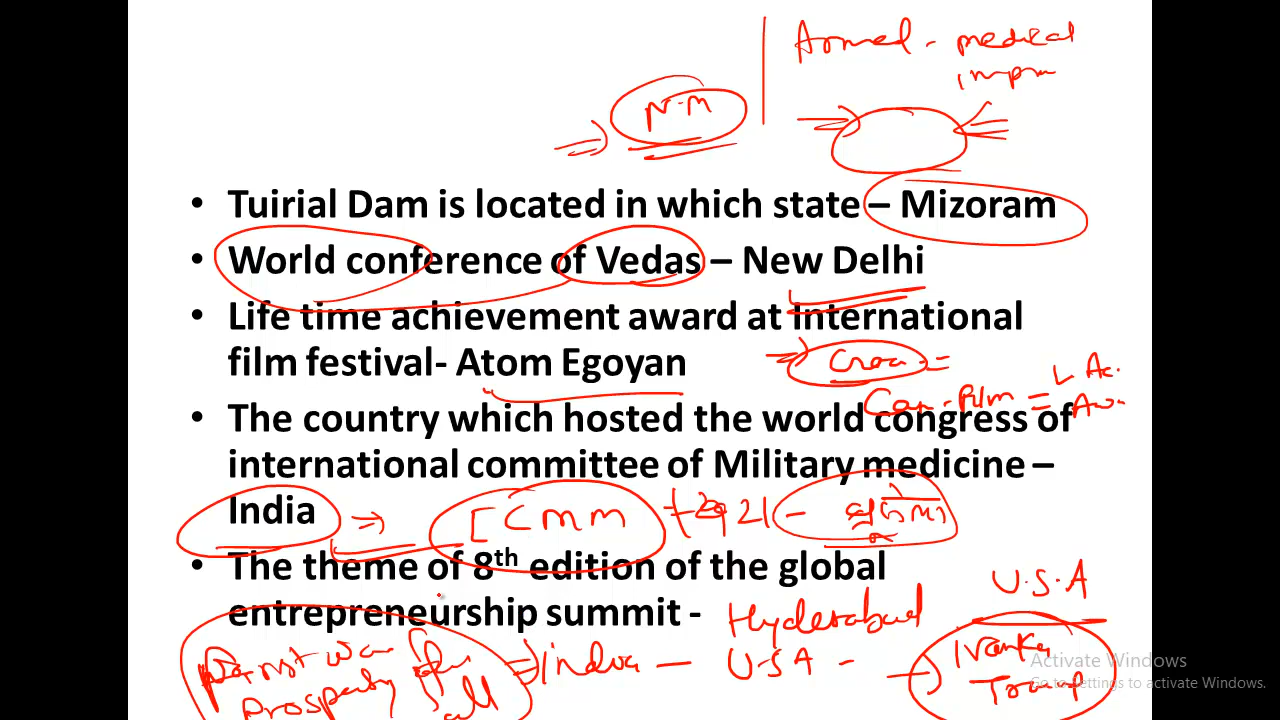 Armed - medical
N.M
• Tuirial Dam is located in which state – Mizoram
• World conference of Vedas – New Delhi
• Life time achievement award at International
film festival- Atom Egoyan
Can - Film = L Ac.
• The country which hosted the world congress of
international committee of Military medicine –
India ⇒ ICMM
• The theme of 8th edition of the global
entrepreneurship summit - Hyderabad U.S.A
prosperity for all ⇒ India – U.S.A – → Ivanka
Trump
Activate Windows
Go to Settings to activate Windows.